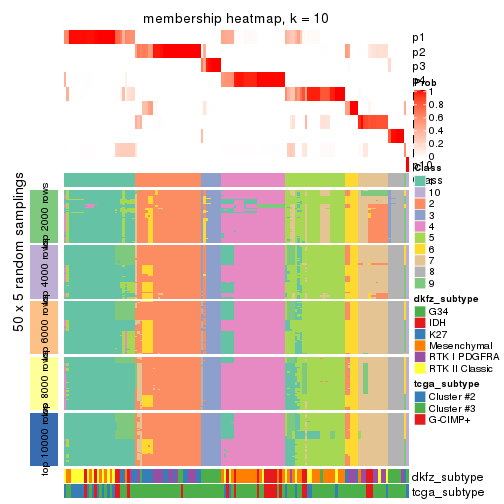 membership heatmap, k = 10
p1
p2
p3
p4
Prob
1
0.8
0.6
0.4
0.2
0
Class
1
10
2
3
4
5
6
7
8
9
dkfz_subtype
G34
IDH
K27
Mesenchymal
RTK I PDGFRA
RTK II Classic
tcga_subtype
Cluster #2
Cluster #3
G-CIMP+
50 x 5 random samplings
top 2000 rows
top 4000 rows
top 6000 rows
top 8000 rows
top 10000 rows
dkfz_subtype
tcga_subtype